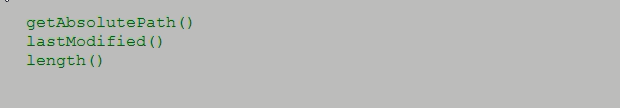 getAbsolutePath()
lastModified()
length()